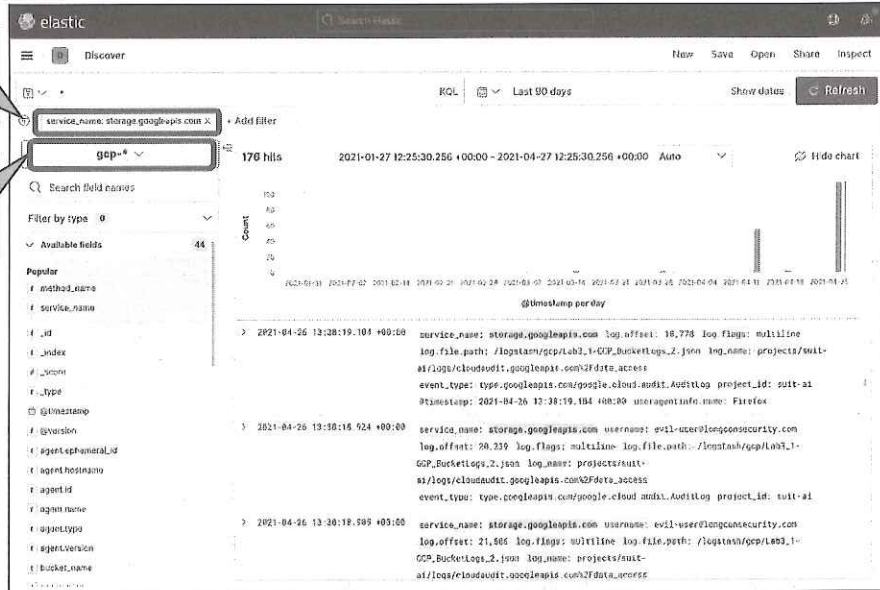 elastic
Search Elastic
Discover
New Save Open Share Inspect
KQL Last 90 days Show dates Refresh
service_name: storage.googleapis.com × + Add filter
gcp-*
176 hits 2021-01-27 12:25:30.256 +00:00 - 2021-04-27 12:25:30.256 +00:00 Auto Hide chart
Search field names
Filter by type 0
Available fields 44
Popular
t method_name
t service_name
t _id
t _index
# _score
t _type
@timestamp
t @version
t agent.ephemeral_id
t agent.hostname
t agent.id
t agent.name
t agent.type
t agent.version
t bucket_name
Count
@timestamp per day
> 2021-04-26 13:38:19.184 +00:00 service_name: storage.googleapis.com log.offset: 18,778 log.flags: multiline
log.file.path: /logstash/gcp/Lab3_1-GCP_BucketLogs_2.json log_name: projects/suit-
ai/logs/cloudaudit.googleapis.com%2Fdata_access
event_type: type.googleapis.com/google.cloud.audit.AuditLog project_id: suit-ai
@timestamp: 2021-04-26 13:38:19.184 +00:00 useragentinfo.name: Firefox
> 2021-04-26 13:38:18.924 +00:00 service_name: storage.googleapis.com username: evil-user@longconsecurity.com
log.offset: 20,239 log.flags: multiline log.file.path: /logstash/gcp/Lab3_1-
GCP_BucketLogs_2.json log_name: projects/suit-
ai/logs/cloudaudit.googleapis.com%2Fdata_access
event_type: type.googleapis.com/google.cloud.audit.AuditLog project_id: suit-ai
> 2021-04-26 13:38:18.909 +00:00 service_name: storage.googleapis.com username: evil-user@longconsecurity.com
log.offset: 21,506 log.flags: multiline log.file.path: /logstash/gcp/Lab3_1-
GCP_BucketLogs_2.json log_name: projects/suit-
ai/logs/cloudaudit.googleapis.com%2Fdata_access